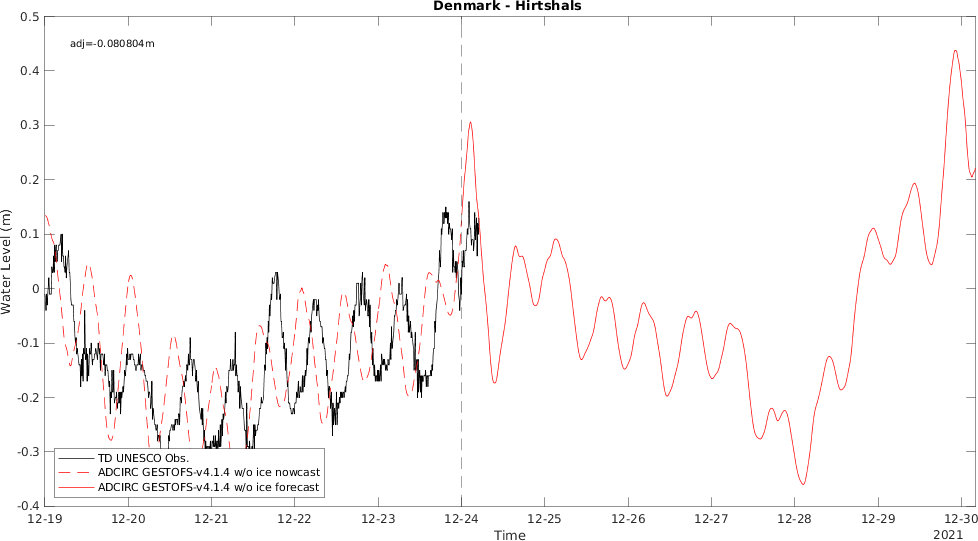 Denmark - Hirtshals
adj=-0.080804m
0.5
0.4
0.3
0.2
0.1
0
-0.1
-0.2
-0.3
-0.4
Water Level (m)
TD UNESCO Obs.
ADCIRC GESTOFS-v4.1.4 w/o ice nowcast
ADCIRC GESTOFS-v4.1.4 w/o ice forecast
12-19 12-20 12-21 12-22 12-23 12-24 12-25 12-26 12-27 12-28 12-29 12-30
Time
2021